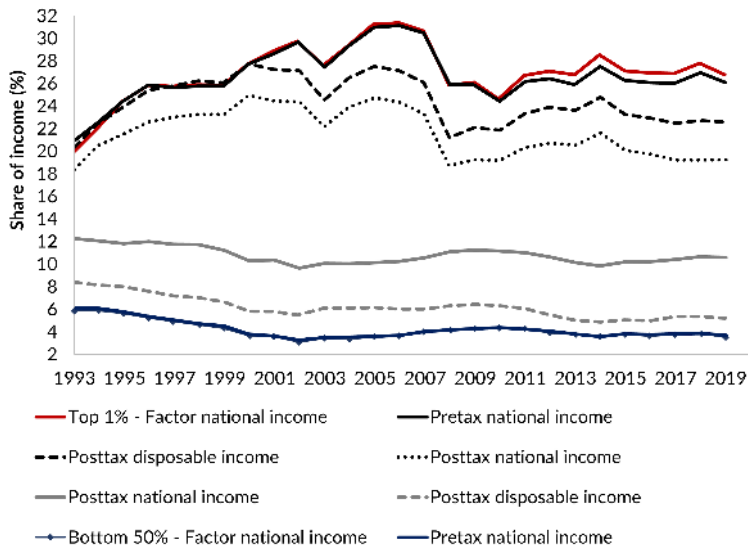 Share of income (%)
32
30
28
26
24
22
20
18
16
14
12
10
8
6
4
2
1993 1995 1997 1999 2001 2003 2005 2007 2009 2011 2013 2015 2017 2019
Top 1% - Factor national income
Pretax national income
Posttax disposable income
Posttax national income
Posttax national income
Posttax disposable income
Bottom 50% - Factor national income
Pretax national income